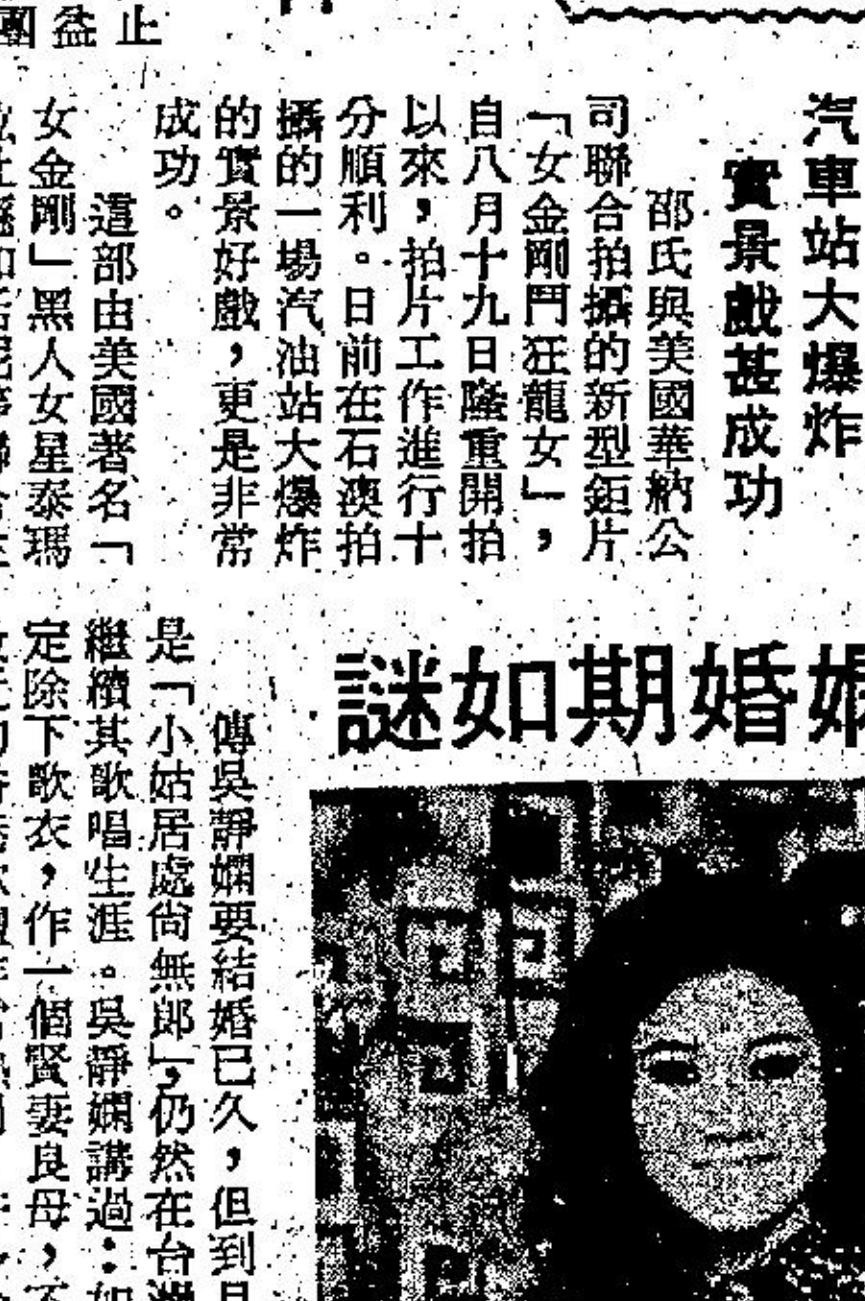 汽車站大爆炸
實景戲甚成功
邵氏與美國華納公
司聯合拍攝的新型鉅片
「女金剛鬥狂龍女」，
自八月十九日隆重開拍
以來，拍片工作進行十
分順利。日前在石澳拍
攝的一場汽油站大爆炸
的實景好戲，更是非常
成功。
這部由美國著名「
女金剛」黑人女星泰瑪
如期婚
傳吳靜嫻要結婚已久，但到
是「小姑居處尚無郎」，仍然在台灣
繼續其歌唱生涯。吳靜嫻講過：如
定除下歌衣，作一個賢妻良母，不